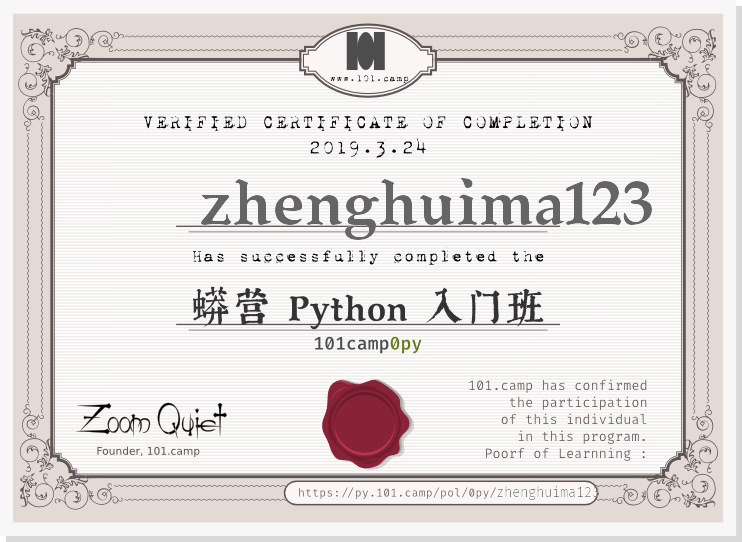 www.101.camp
VERIFIED CERTIFICATE OF COMPLETION
2019.3.24
zhenghuima123
Has successfully completed the
蟒营 Python 入门班
101camp0py
Zoom Quiet
Founder, 101.camp
101.camp has confirmed
the participation
of this individual
in this program.
Poorf of Learnning :
https://py.101.camp/pol/0py/zhenghuima123